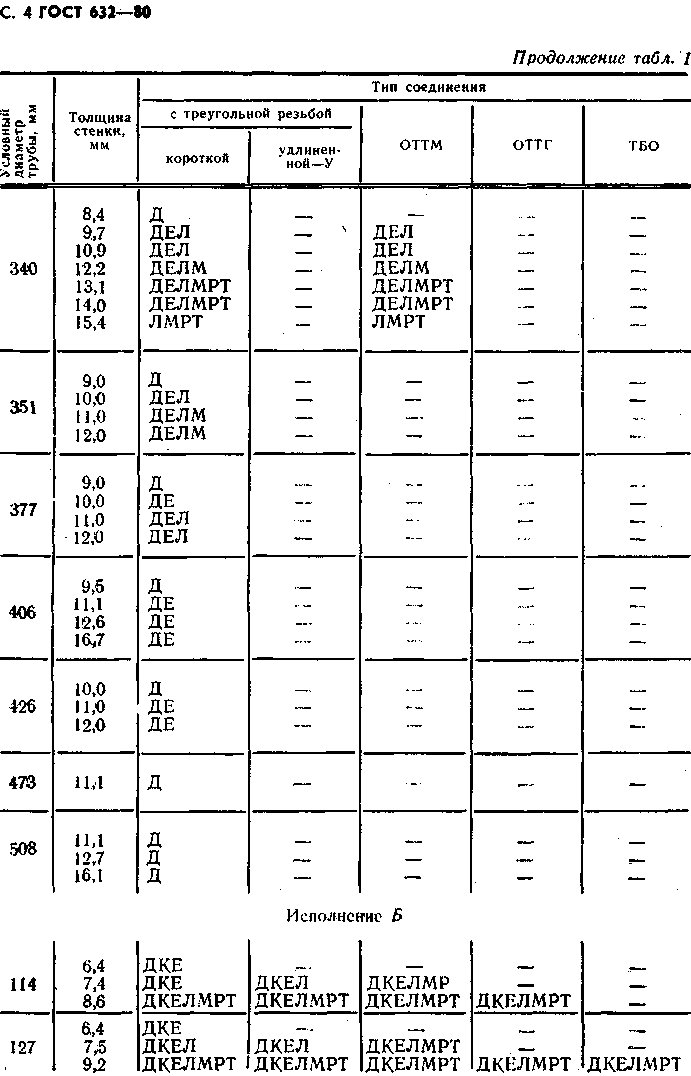 С. 4 ГОСТ 632—80
Продолжение табл. 1
Условный диаметр трубы, мм
Толщина стенки, мм
Тип соединения
с треугольной резьбой
короткой
удлиненной—У
ОТТМ
ОТТГ
ТБО
340
8,4 Д — — — —
9,7 ДЕЛ — ДЕЛ — —
10,9 ДЕЛ — ДЕЛ — —
12,2 ДЕЛМ — ДЕЛМ — —
13,1 ДЕЛМРТ — ДЕЛМРТ — —
14,0 ДЕЛМРТ — ДЕЛМРТ — —
15,4 ЛМРТ — ЛМРТ — —
351
9,0 Д — — — —
10,0 ДЕЛ — — — —
11,0 ДЕЛМ — — — —
12,0 ДЕЛМ — — — —
377
9,0 Д — — — —
10,0 ДЕ — — — —
11,0 ДЕЛ — — — —
12,0 ДЕЛ — — — —
406
9,5 Д — — — —
11,1 ДЕ — — — —
12,6 ДЕ — — — —
16,7 ДЕ — — — —
426
10,0 Д — — — —
11,0 ДЕ — — — —
12,0 ДЕ — — — —
473 11,1 Д — — — —
508
11,1 Д — — — —
12,7 Д — — — —
16,1 Д — — — —
Исполнение Б
114
6,4 ДКЕ — — — —
7,4 ДКЕ ДКЕЛ ДКЕЛМР — —
8,6 ДКЕЛМРТ ДКЕЛМРТ ДКЕЛМРТ ДКЕЛМРТ —
127
6,4 ДКЕ — — — —
7,5 ДКЕЛ ДКЕЛ ДКЕЛМРТ — —
9,2 ДКЕЛМРТ ДКЕЛМРТ ДКЕЛМРТ ДКЕЛМРТ ДКЕЛМРТ